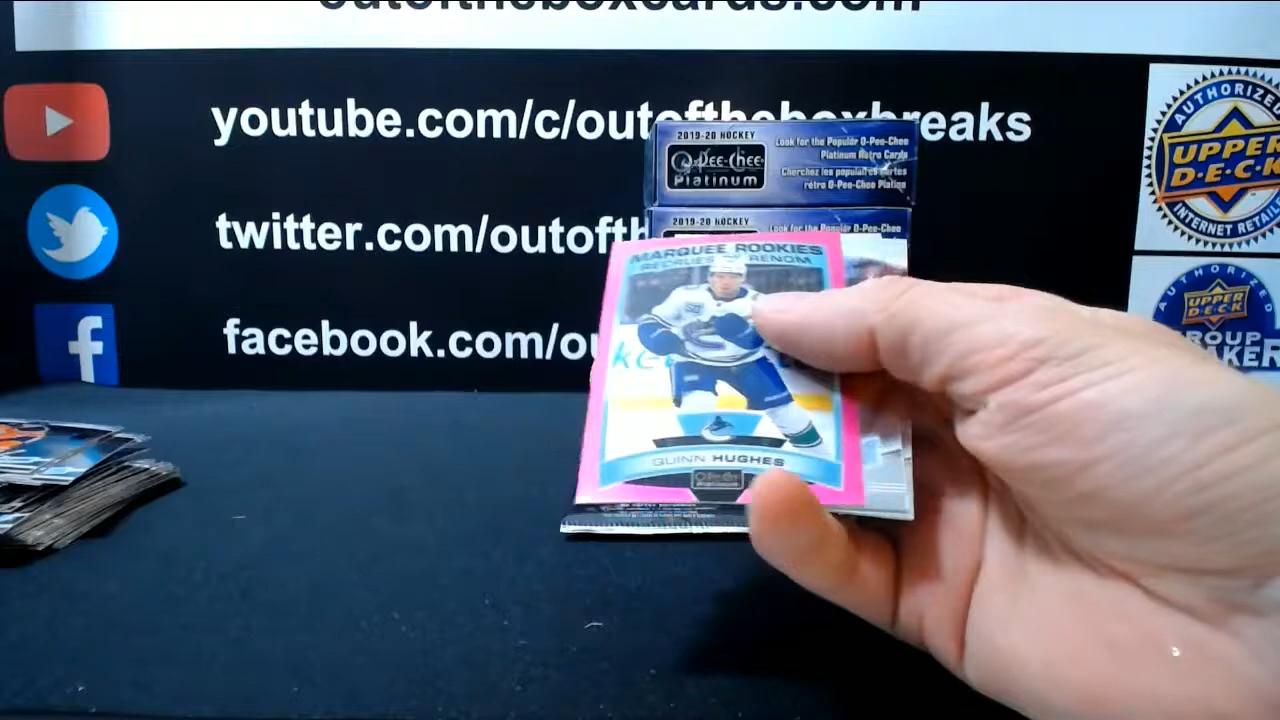 outoftheboxcards.com
youtube.com/c/outoftheboxbreaks
twitter.com/outofth
facebook.com/ou
2019-20 HOCKEY
O-Pee-Chee
Platinum
Look for the Popular O-Pee-Chee
Platinum Retro Cards
Cherchez les populaires cartes
rétro O-Pee-Chee Platine
2019-20 HOCKEY
Look for the Popular O-Pee-Chee
MARQUEE ROOKIES
RECRUES RENOM
QUINN HUGHES
AUTHORIZED
UPPER
D·E·C·K
INTERNET RETAIL
AUTHORIZED
UPPER
DECK
ROUP
AKER